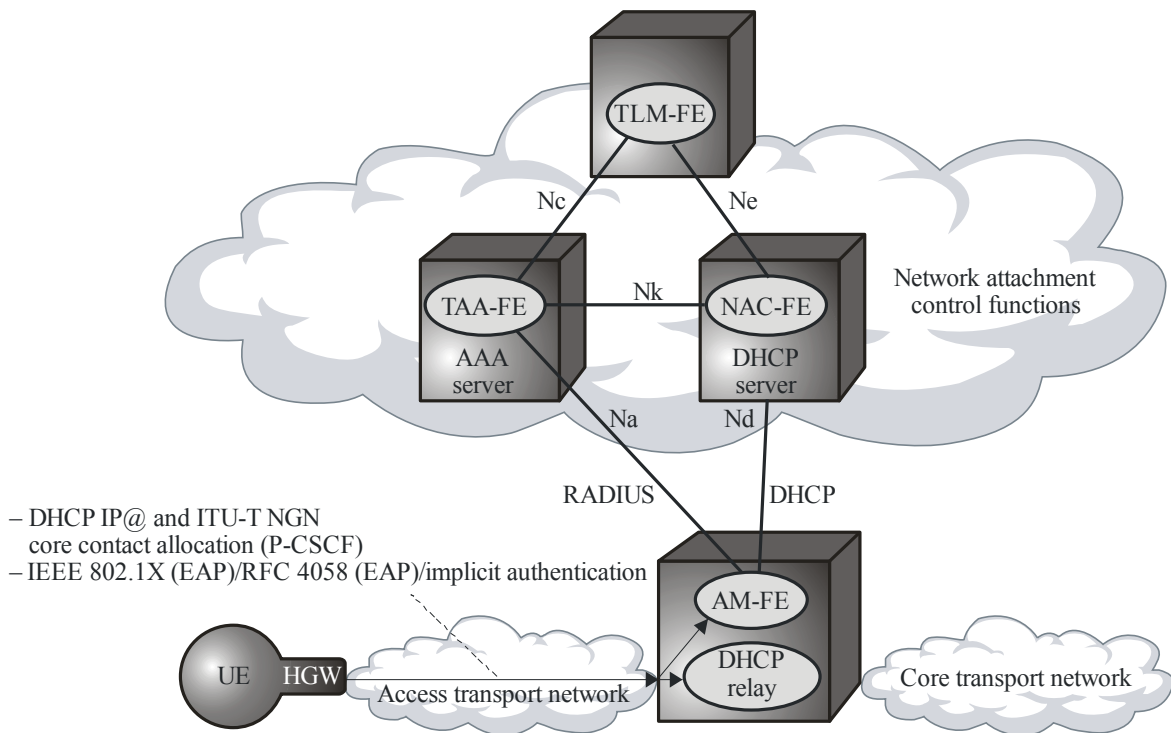 TLM-FE
Nc
Ne
TAA-FE
Nk
NAC-FE
AAA
server
DHCP
server
Network attachment
control functions
Na
Nd
RADIUS
DHCP
– DHCP IP@ and ITU-T NGN
core contact allocation (P-CSCF)
– IEEE 802.1X (EAP)/RFC 4058 (EAP)/implicit authentication
AM-FE
UE
HGW
Access transport network
DHCP
relay
Core transport network